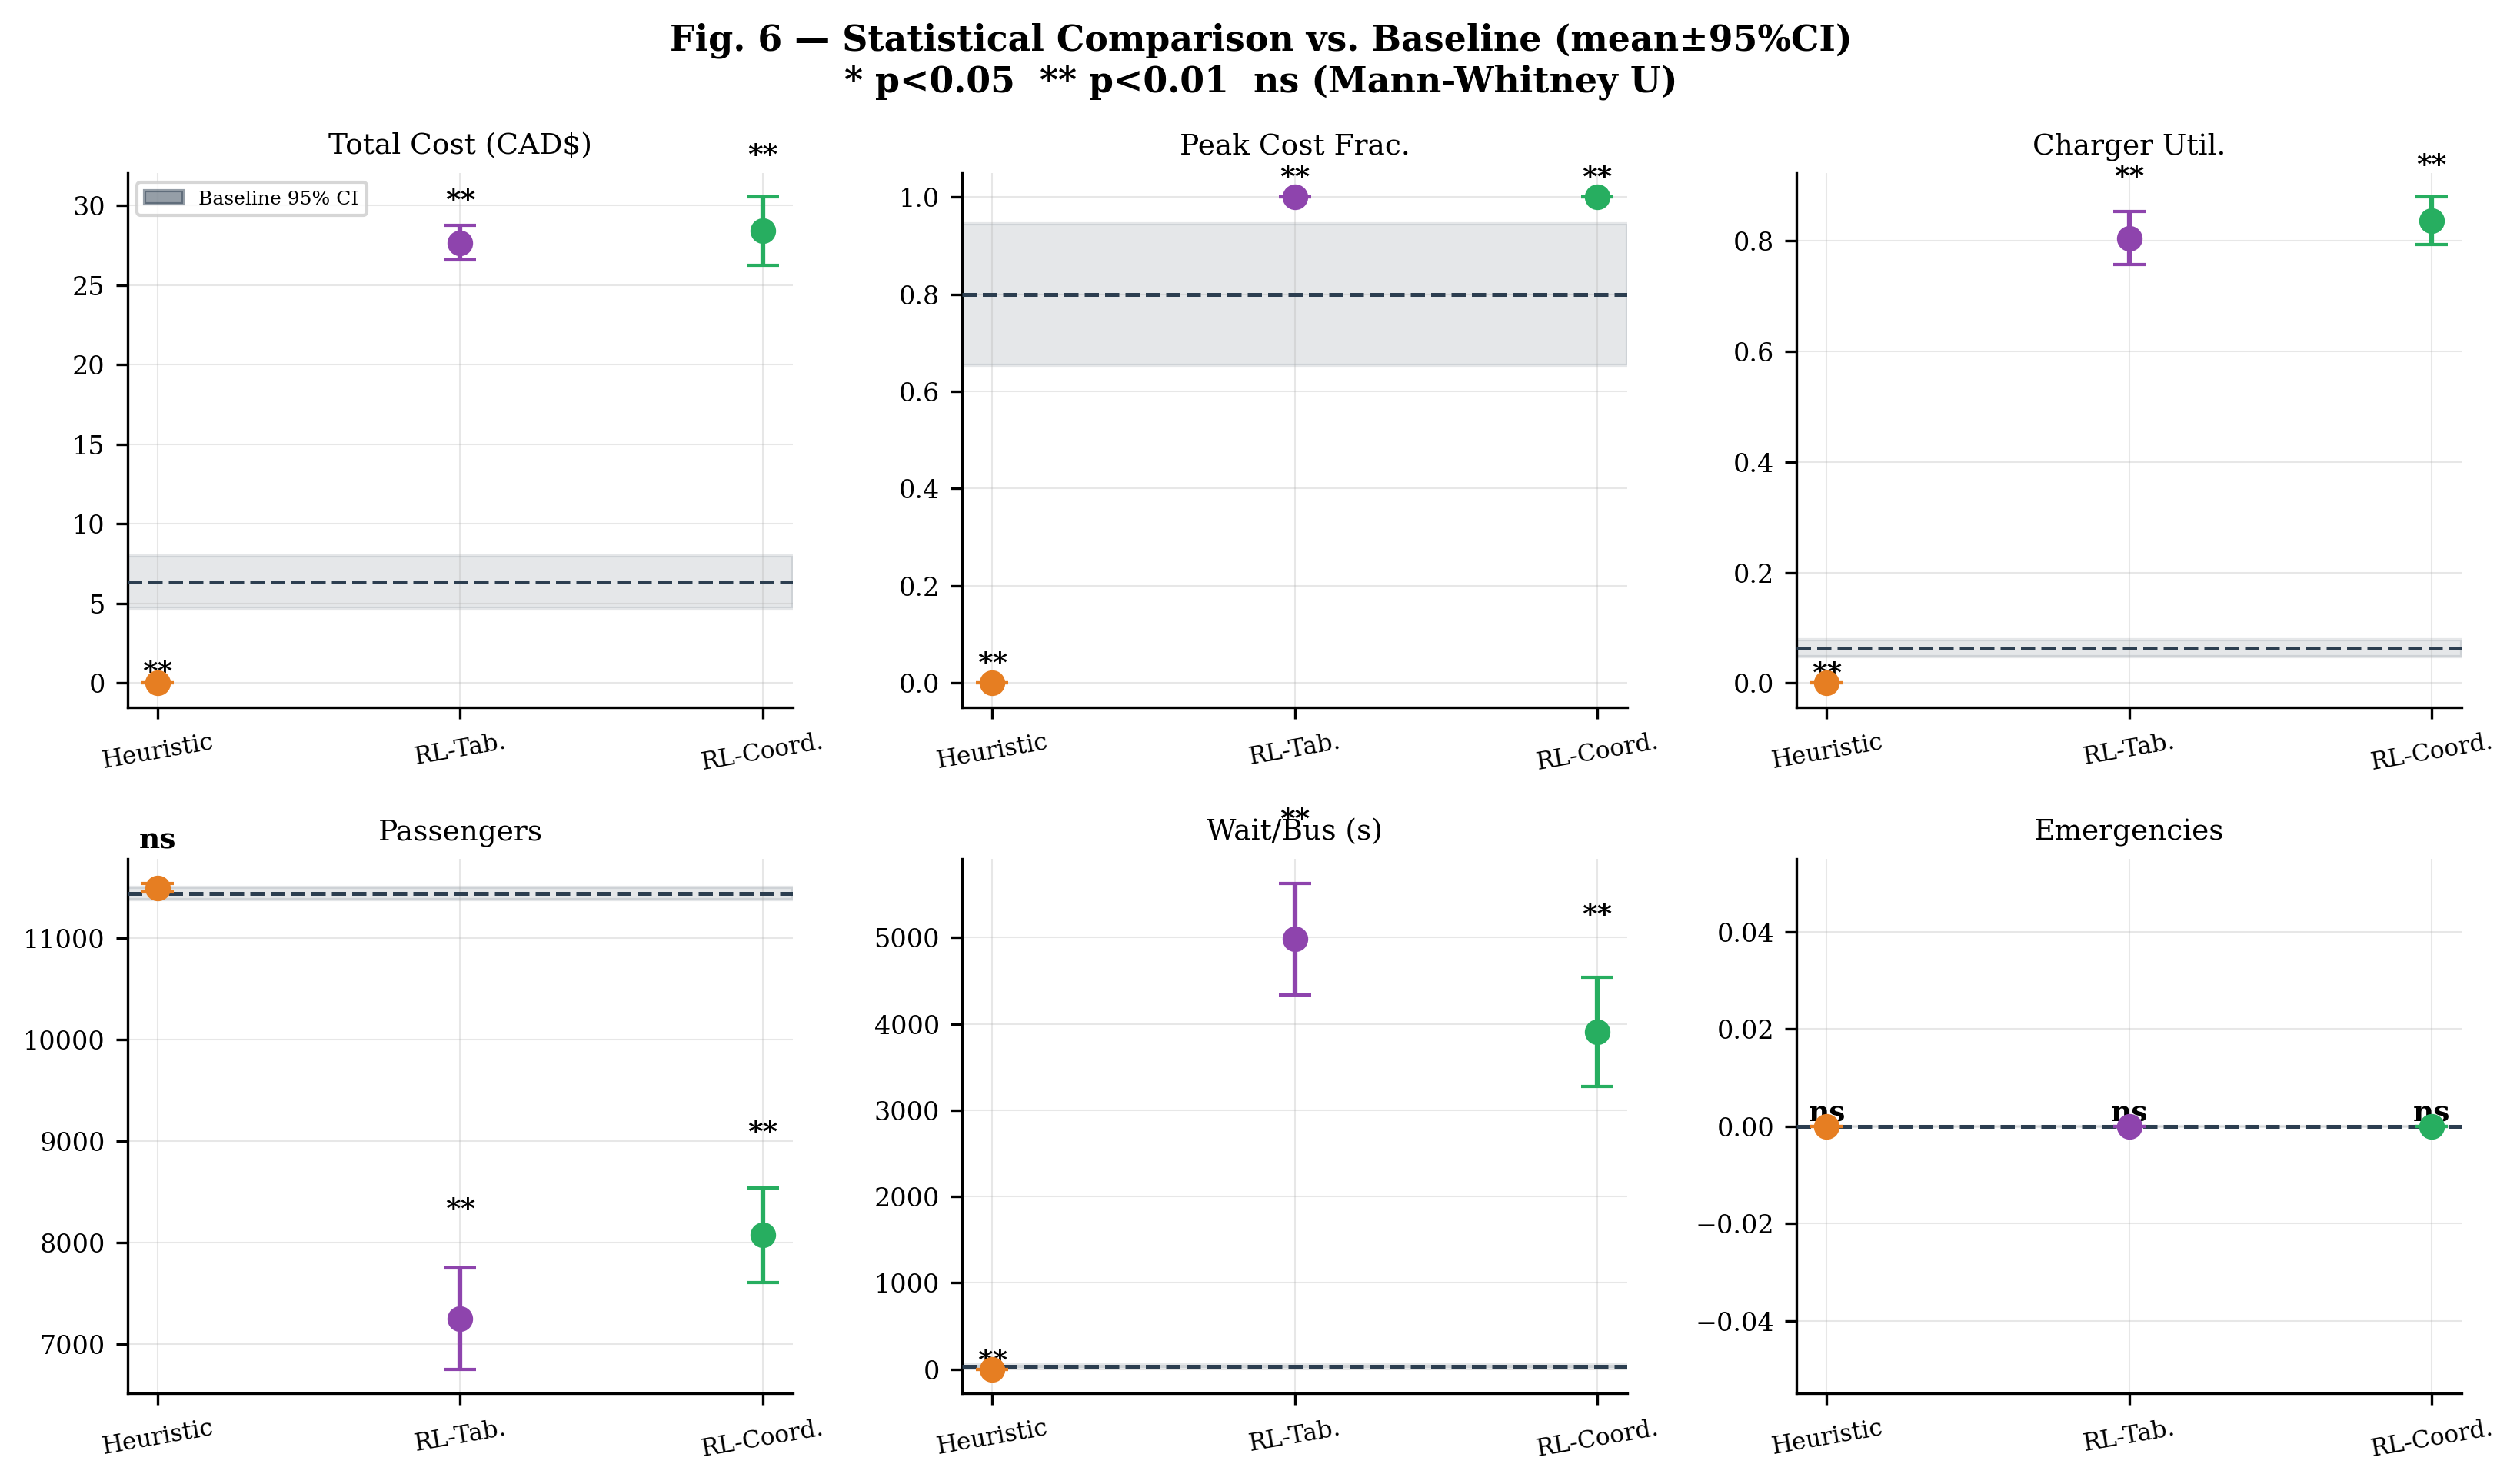 Fig. 6 — Statistical Comparison vs. Baseline (mean±95%CI)
* p<0.05  ** p<0.01  ns (Mann-Whitney U)
Total Cost (CAD$)
**
**
**
Baseline 95% CI
30
25
20
15
10
5
0
Heuristic
RL-Tab.
RL-Coord.
Peak Cost Frac.
**
**
**
1.0
0.8
0.6
0.4
0.2
0.0
Heuristic
RL-Tab.
RL-Coord.
Charger Util.
**
**
**
0.8
0.6
0.4
0.2
0.0
Heuristic
RL-Tab.
RL-Coord.
Passengers
ns
**
**
11000
10000
9000
8000
7000
Heuristic
RL-Tab.
RL-Coord.
Wait/Bus (s)
**
**
**
5000
4000
3000
2000
1000
0
Heuristic
RL-Tab.
RL-Coord.
Emergencies
0.04
0.02
0.00
−0.02
−0.04
ns
ns
ns
Heuristic
RL-Tab.
RL-Coord.